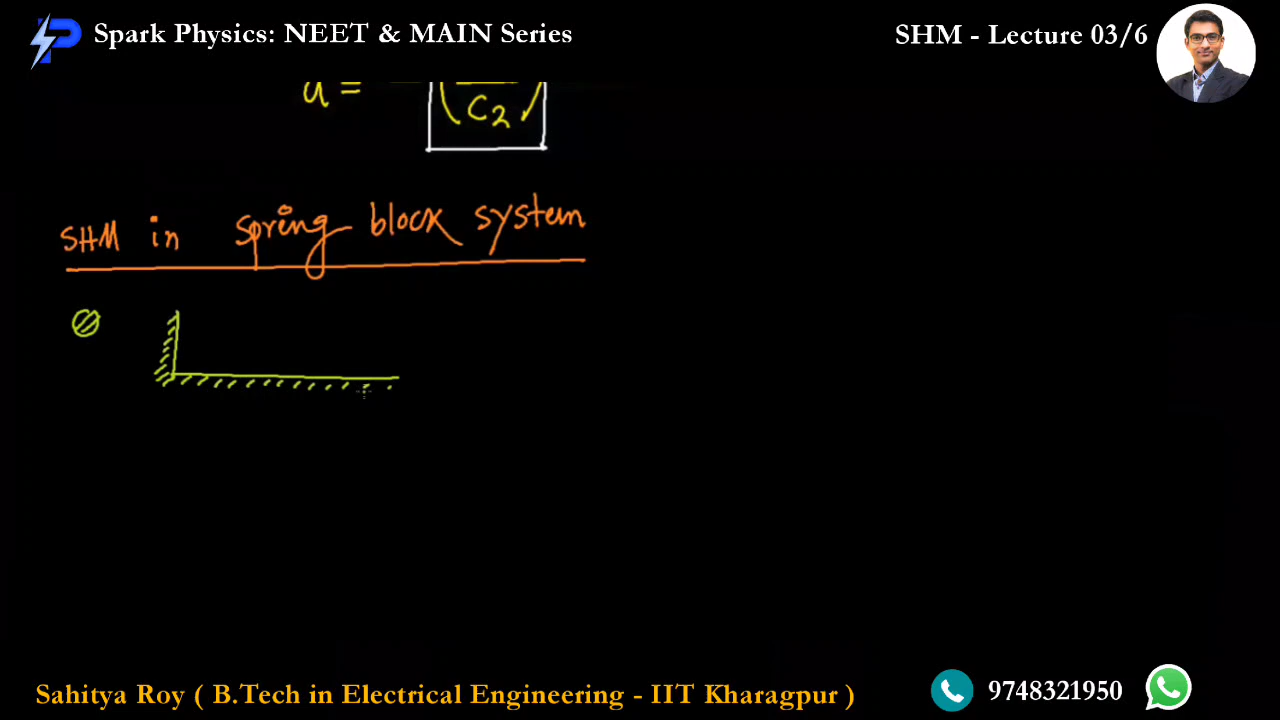 Spark Physics: NEET & MAIN Series
SHM - Lecture 03/6
a =
( C2 )
SHM in spring block system
Sahitya Roy ( B.Tech in Electrical Engineering - IIT Kharagpur )
9748321950